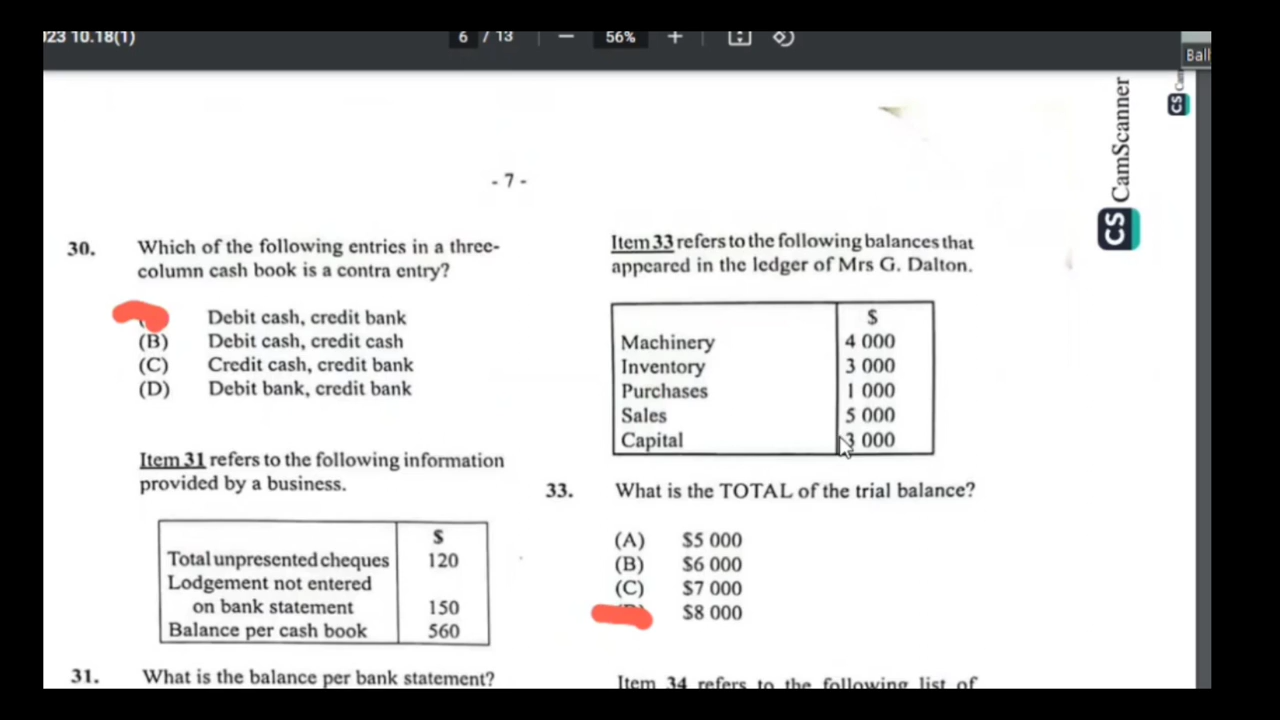 023 10.18(1)
6 / 13
56%
Ball
CS CamScanner
CS
- 7 -
30. Which of the following entries in a three-
column cash book is a contra entry?
Debit cash, credit bank
(B) Debit cash, credit cash
(C) Credit cash, credit bank
(D) Debit bank, credit bank
Item 31 refers to the following information
provided by a business.
$
Total unpresented cheques 120
Lodgement not entered
on bank statement 150
Balance per cash book 560
31. What is the balance per bank statement?
Item 33 refers to the following balances that
appeared in the ledger of Mrs G. Dalton.
$
Machinery 4 000
Inventory 3 000
Purchases 1 000
Sales 5 000
Capital 3 000
33. What is the TOTAL of the trial balance?
(A) $5 000
(B) $6 000
(C) $7 000
$8 000
Item 34 refers to the following list of